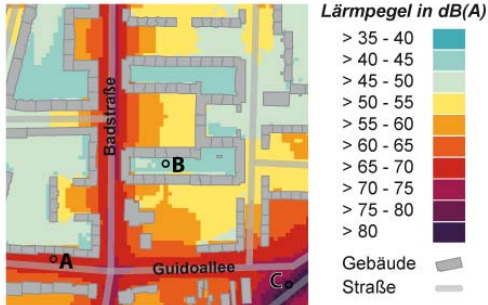 Lärmpegel in dB(A)
> 35 - 40
> 40 - 45
> 45 - 50
> 50 - 55
> 55 - 60
> 60 - 65
> 65 - 70
> 70 - 75
> 75 - 80
> 80
Gebäude
Straße
Badstraße
B
A
Guidoallee
C